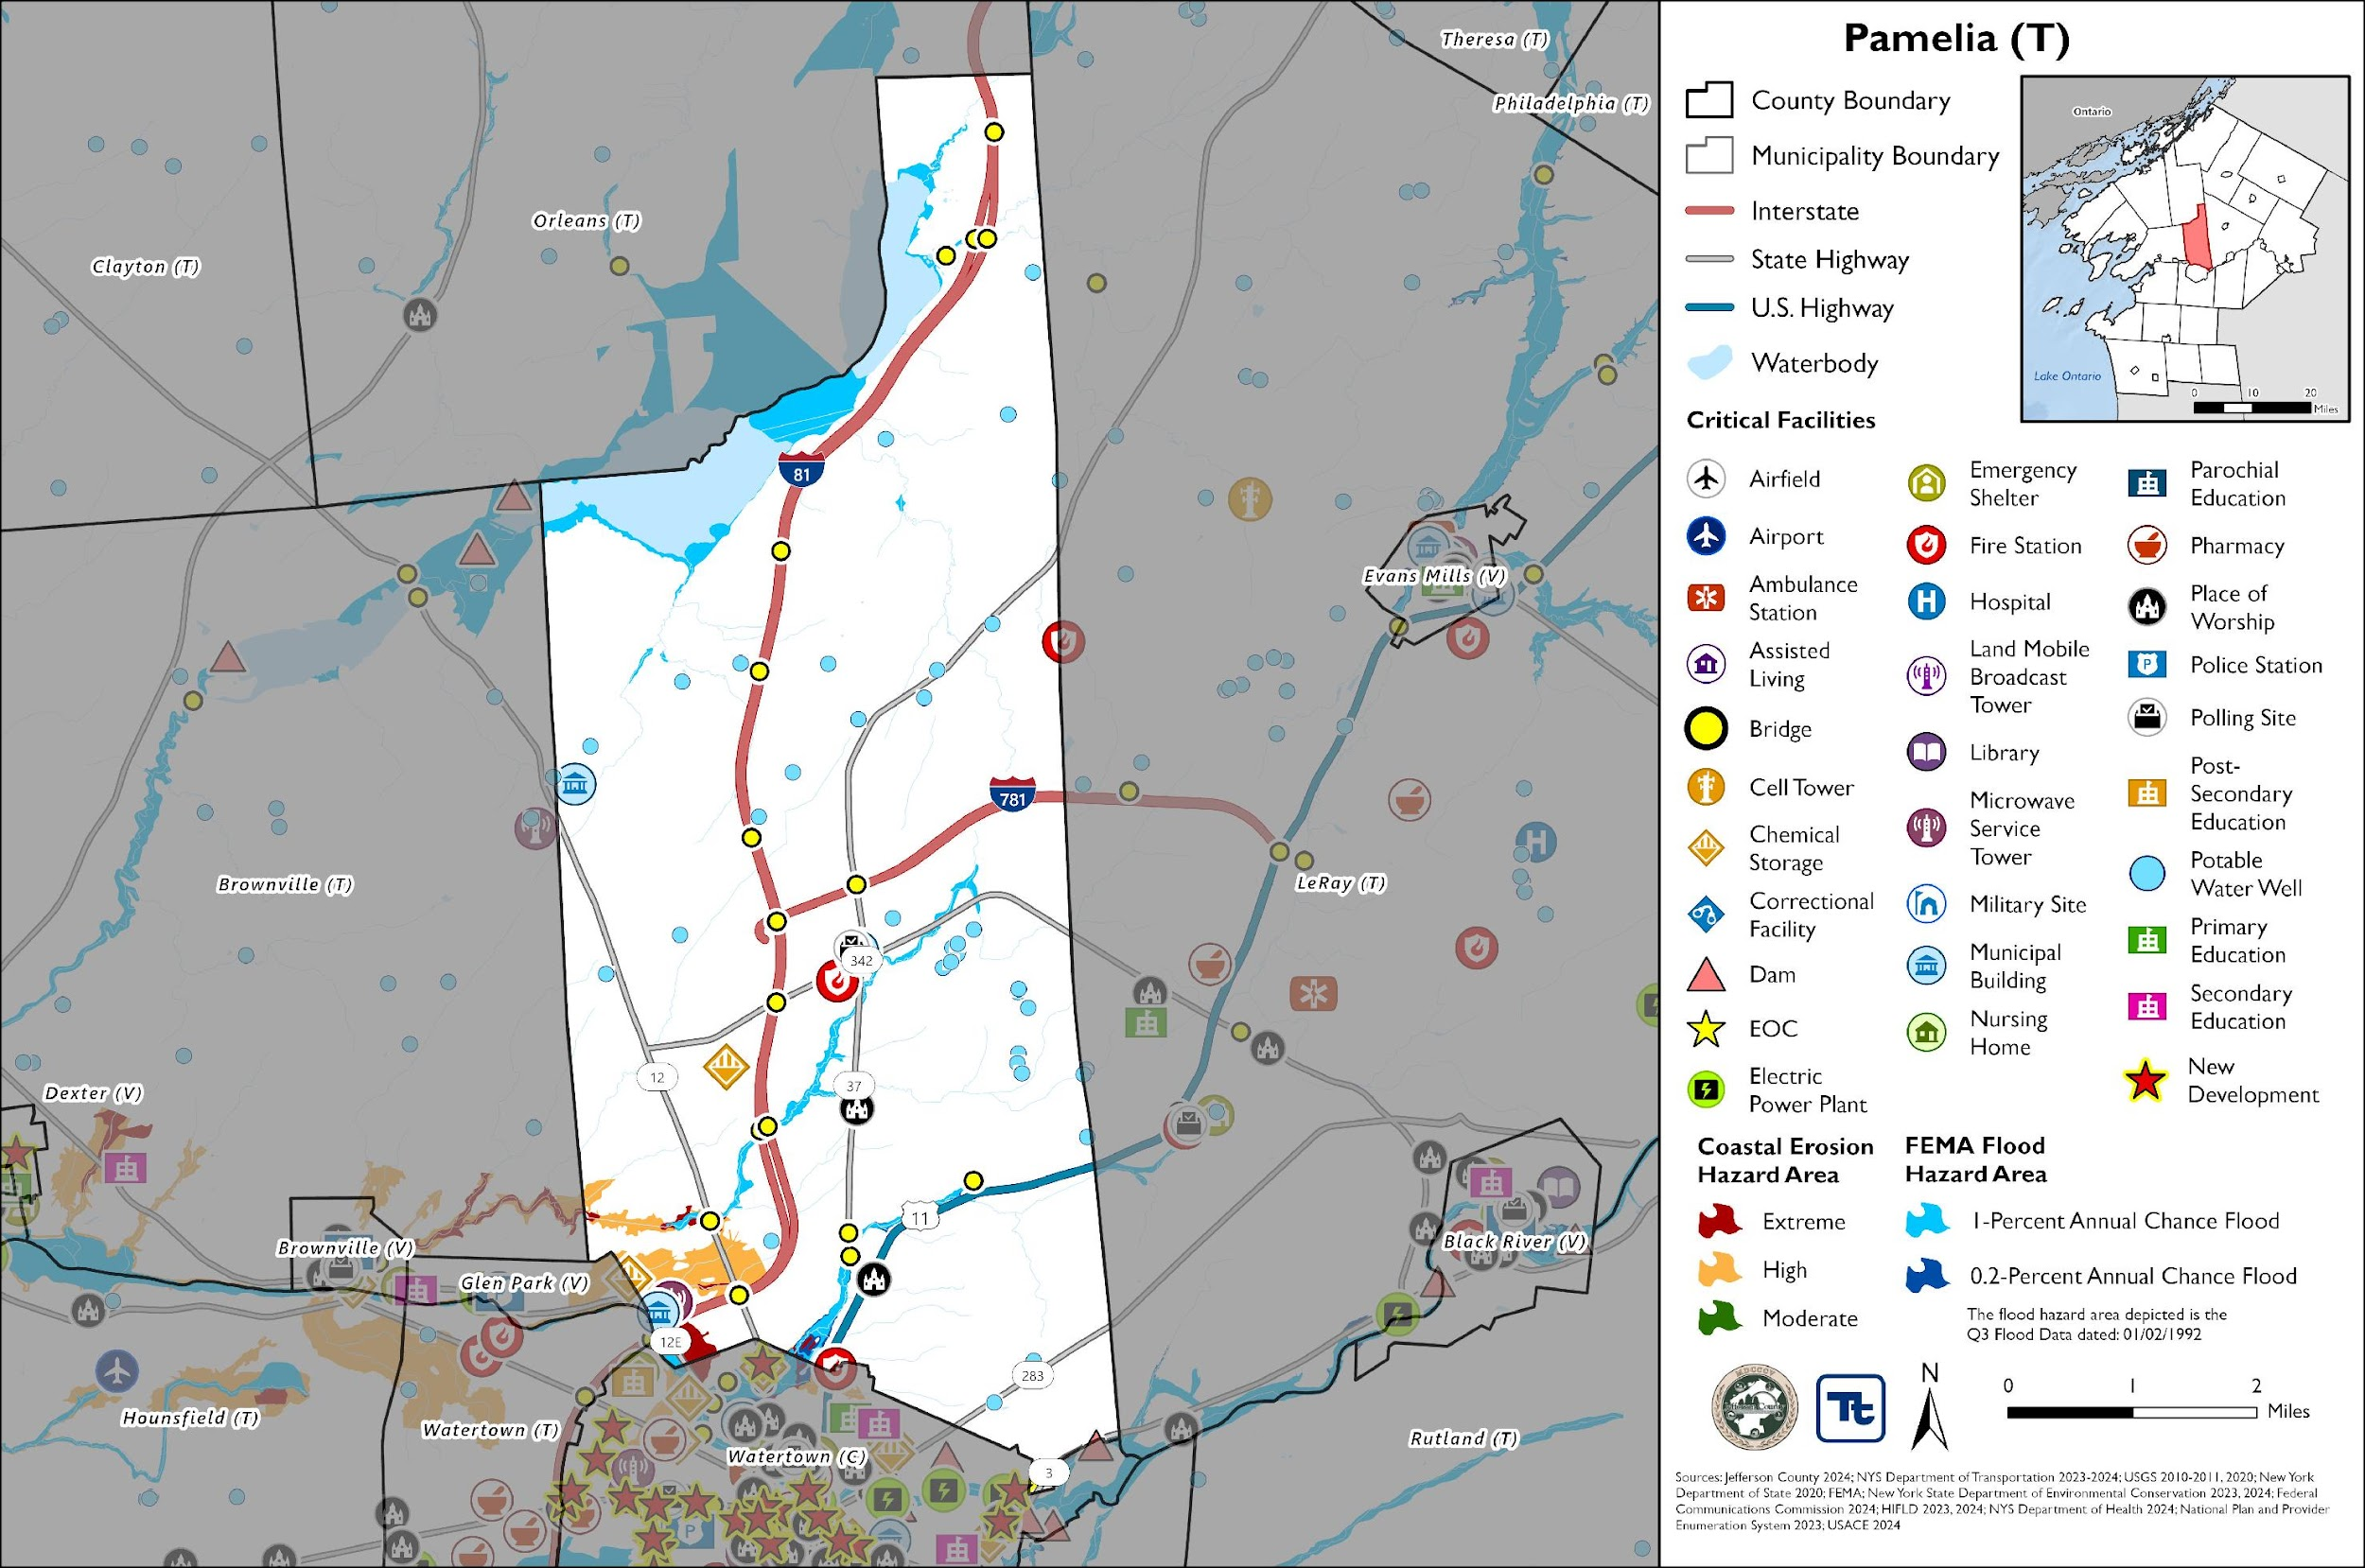 Theresa (T)
Philadelphia (T)
Orleans (T)
Clayton (T)
81
Evans Mills (V)
781
Brownville (T)
LeRay (T)
342
12
37
Dexter (V)
11
Brownville (V)
Glen Park (V)
Black River (V)
12E
283
Hounsfield (T)
Watertown (T)
Watertown (C)
Rutland (T)
3
Pamelia (T)
County Boundary
Municipality Boundary
Interstate
State Highway
U.S. Highway
Waterbody
Ontario
Lake Ontario
0 10 20
Miles
Critical Facilities
Airfield
Airport
Ambulance
Station
Assisted
Living
Bridge
Cell Tower
Chemical
Storage
Correctional
Facility
Dam
EOC
Electric
Power Plant
Emergency
Shelter
Fire Station
H
Hospital
Land Mobile
Broadcast
Tower
Library
Microwave
Service
Tower
Military Site
Municipal
Building
Nursing
Home
Parochial
Education
Pharmacy
Place of
Worship
P
Police Station
Polling Site
Post-
Secondary
Education
Potable
Water Well
Primary
Education
Secondary
Education
New
Development
Coastal Erosion
Hazard Area
Extreme
High
Moderate
FEMA Flood
Hazard Area
1-Percent Annual Chance Flood
0.2-Percent Annual Chance Flood
The flood hazard area depicted is the
Q3 Flood Data dated: 01/02/1992
Tt
N
0 1 2
Miles
Sources: Jefferson County 2024; NYS Department of Transportation 2023-2024; USGS 2010-2011, 2020; New York
Department of State 2020; FEMA; New York State Department of Environmental Conservation 2023, 2024; Federal
Communications Commission 2024; HIFLD 2023, 2024; NYS Department of Health 2024; National Plan and Provider
Enumeration System 2023; USACE 2024